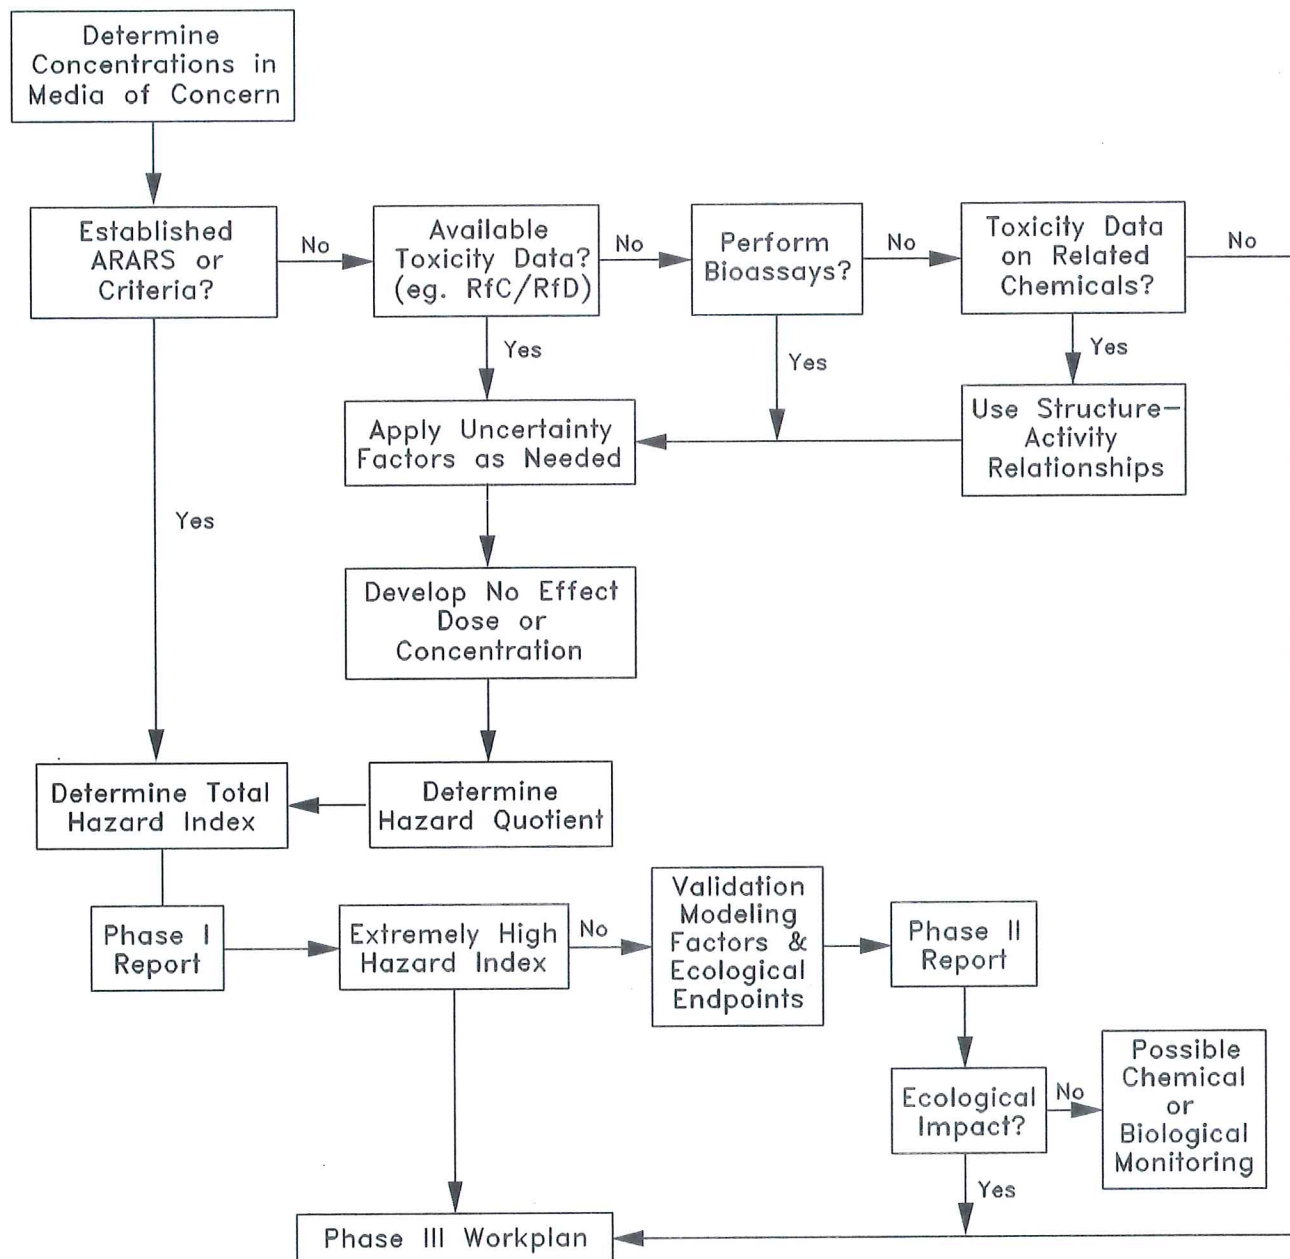 Determine
Concentrations in
Media of Concern
Established
ARARS or
Criteria?
No
Available
Toxicity Data?
(eg. RfC/RfD)
No
Perform
Bioassays?
No
Toxicity Data
on Related
Chemicals?
No
Yes
Yes
Yes
Apply Uncertainty
Factors as Needed
Use Structure-
Activity
Relationships
Yes
Develop No Effect
Dose or
Concentration
Determine Total
Hazard Index
Determine
Hazard Quotient
Phase I
Report
Extremely High
Hazard Index
No
Validation
Modeling
Factors &
Ecological
Endpoints
Phase II
Report
Ecological
Impact?
No
Possible
Chemical
or
Biological
Monitoring
Yes
Phase III Workplan